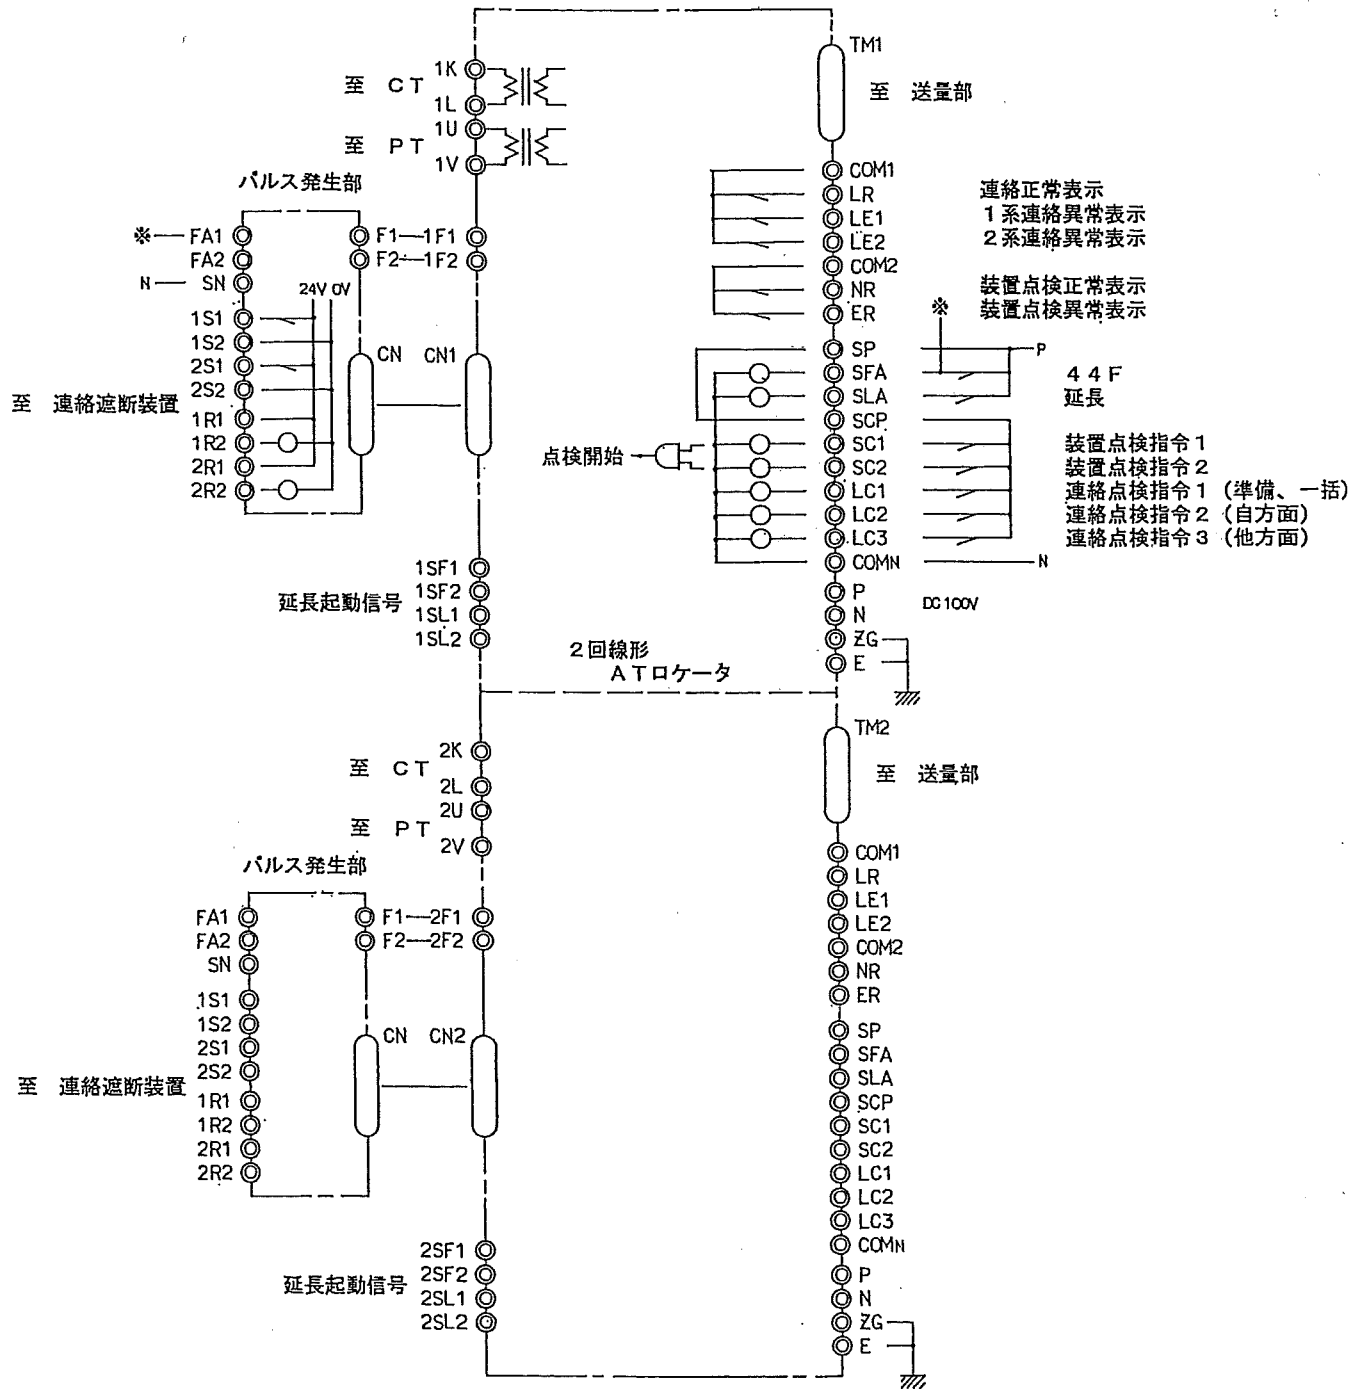 TM1
至 送量部
1K
至 CT
1L
1U
至 PT
1V
パルス発生部
※ FA1
FA2
N SN
24V 0V
F1 1F1
F2 1F2
1S1
1S2
2S1
2S2
1R1
1R2
2R1
2R2
至 連絡遮断装置
CN CN1
COM1
LR 連絡正常表示
LE1 1系連絡異常表示
LE2 2系連絡異常表示
COM2
NR 装置点検正常表示
ER 装置点検異常表示
※
SP P
SFA 44F
SLA 延長
SCP
点検開始
SC1 装置点検指令1
SC2 装置点検指令2
LC1 連絡点検指令1（準備、一括）
LC2 連絡点検指令2（自方面）
LC3 連絡点検指令3（他方面）
COMN N
P
DC100V
N
ZG
E
1SF1
1SF2
延長起動信号
1SL1
1SL2
2回線形
ATロケータ
TM2
至 送量部
2K
至 CT
2L
2U
至 PT
2V
パルス発生部
FA1
FA2
SN
F1 2F1
F2 2F2
1S1
1S2
2S1
2S2
1R1
1R2
2R1
2R2
至 連絡遮断装置
CN CN2
COM1
LR
LE1
LE2
COM2
NR
ER
SP
SFA
SLA
SCP
SC1
SC2
LC1
LC2
LC3
COMN
P
N
ZG
E
2SF1
2SF2
延長起動信号
2SL1
2SL2